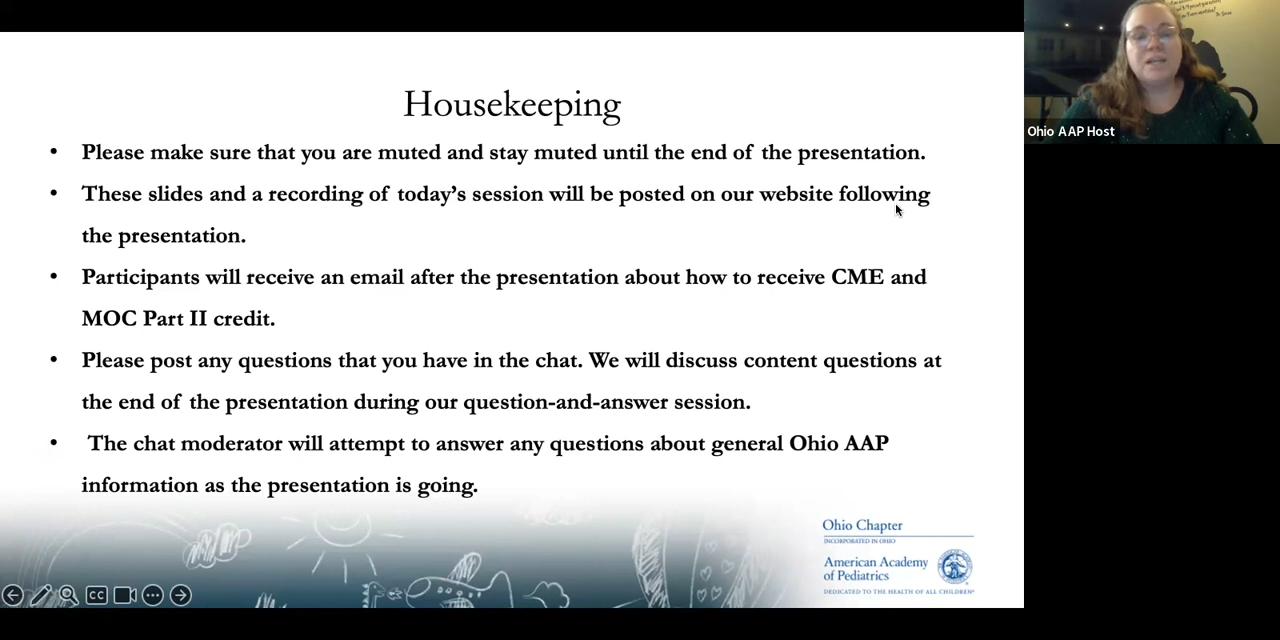 Housekeeping
• Please make sure that you are muted and stay muted until the end of the presentation.
• These slides and a recording of today’s session will be posted on our website following
the presentation.
• Participants will receive an email after the presentation about how to receive CME and
MOC Part II credit.
• Please post any questions that you have in the chat. We will discuss content questions at
the end of the presentation during our question-and-answer session.
• The chat moderator will attempt to answer any questions about general Ohio AAP
information as the presentation is going.
Ohio Chapter
INCORPORATED IN OHIO
American Academy
of Pediatrics
DEDICATED TO THE HEALTH OF ALL CHILDREN®
CC
Ohio AAP Host
Dr. Seuss